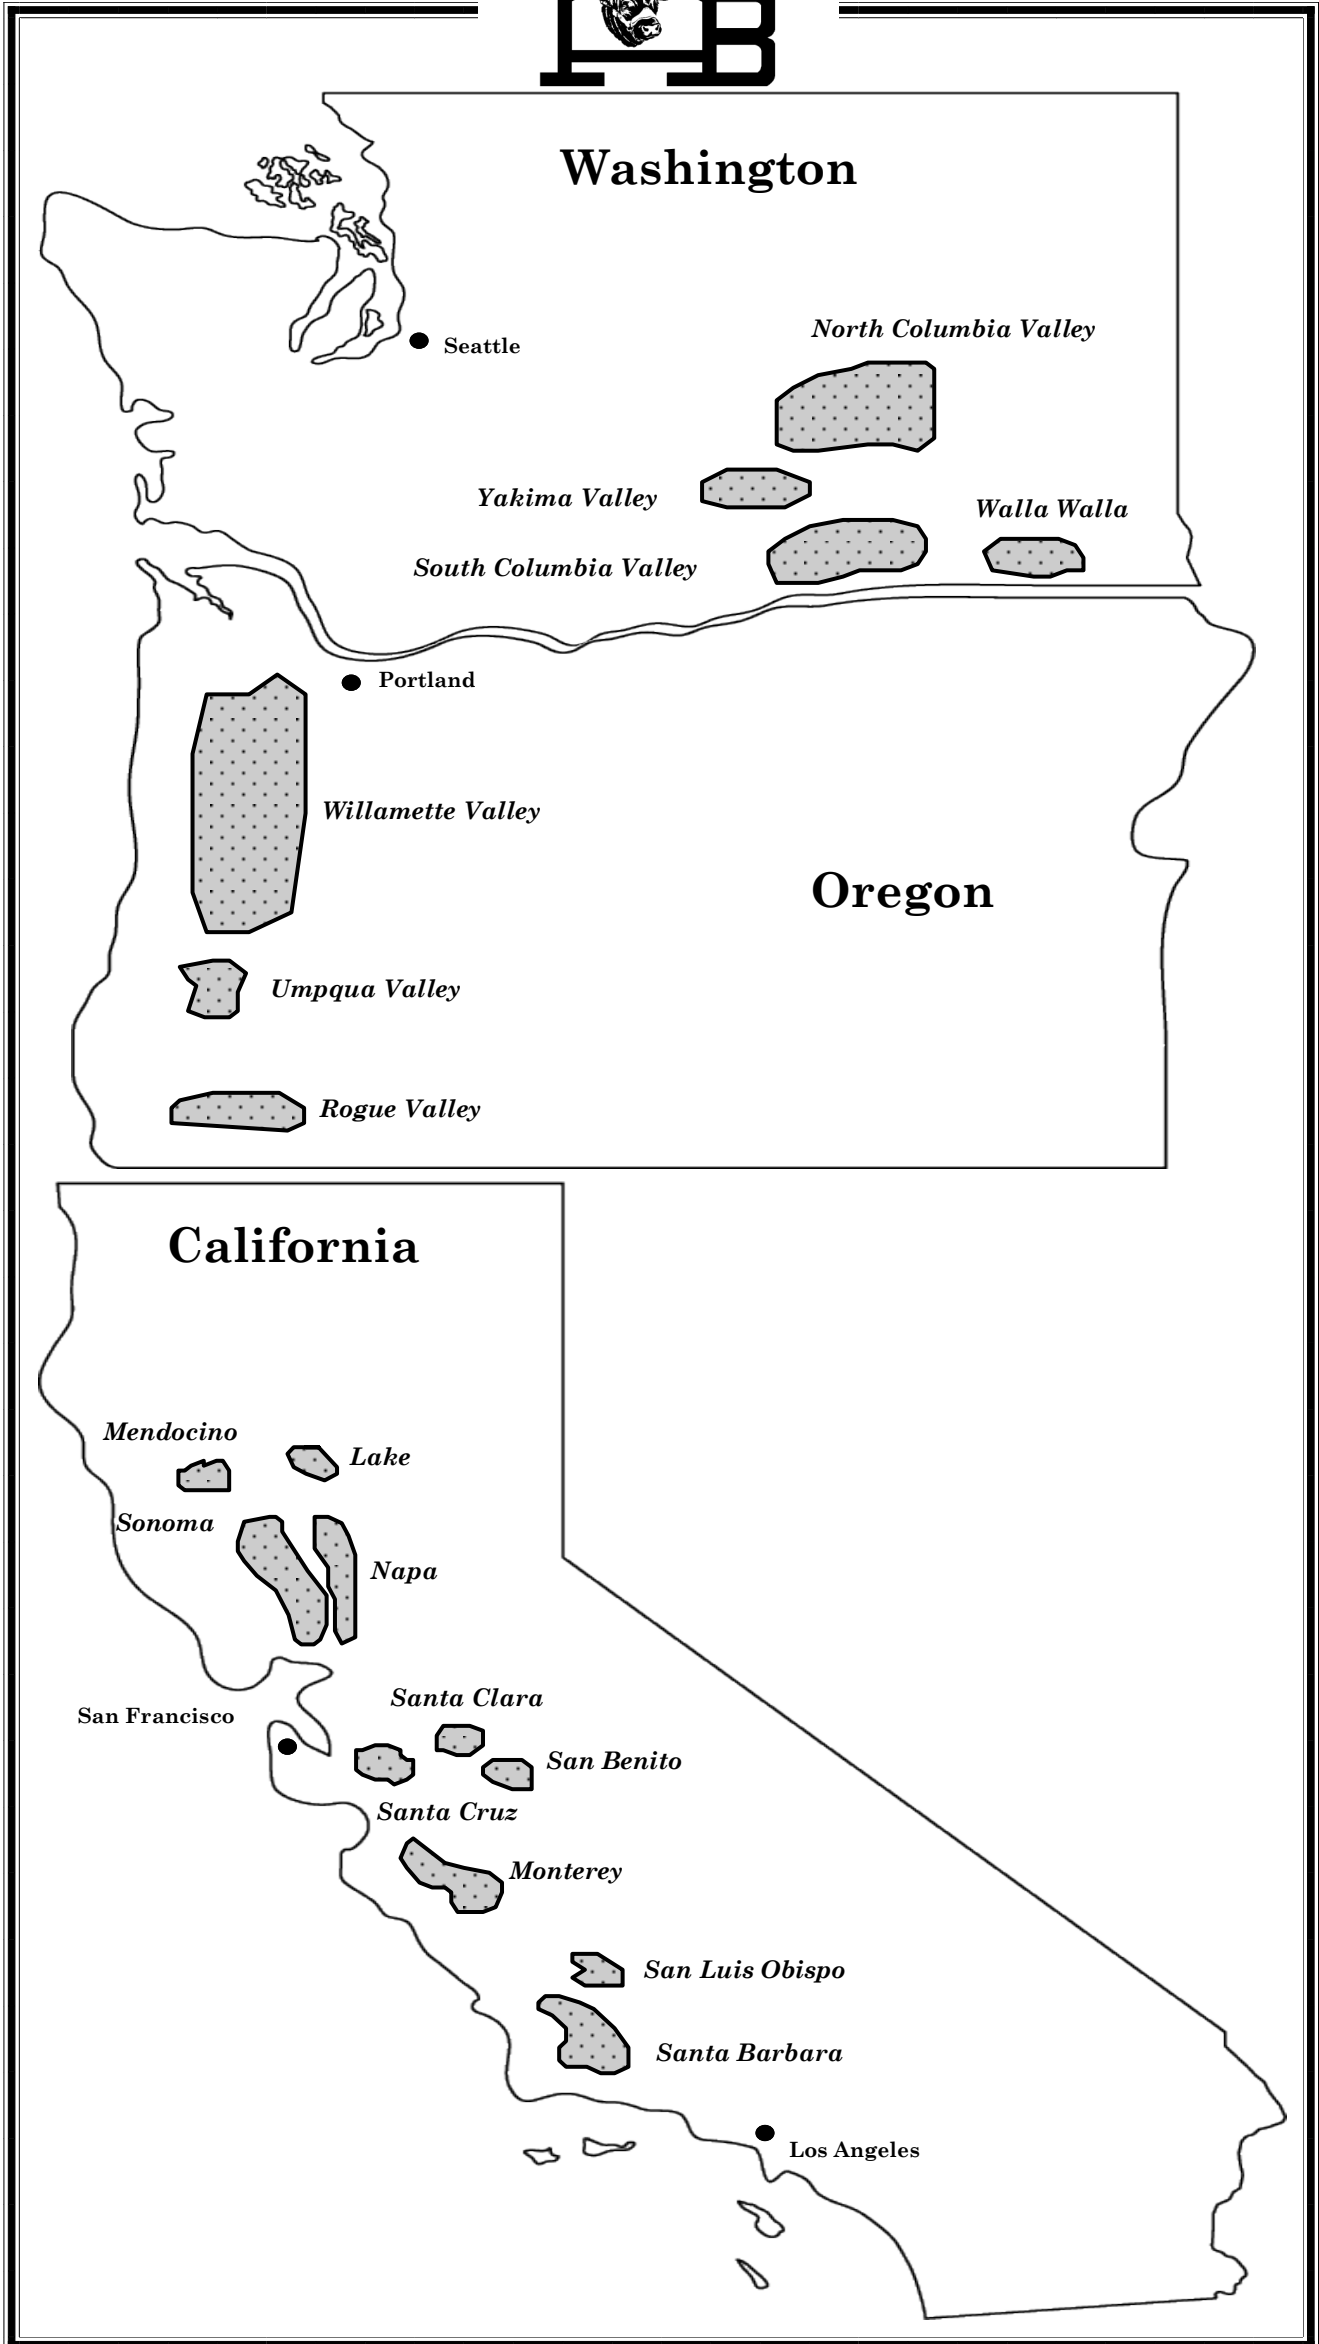 AB
Washington
North Columbia Valley
Seattle
Yakima Valley
Walla Walla
South Columbia Valley
Portland
Willamette Valley
Oregon
Umpqua Valley
Rogue Valley
California
Mendocino
Lake
Sonoma
Napa
Santa Clara
San Francisco
San Benito
Santa Cruz
Monterey
San Luis Obispo
Santa Barbara
Los Angeles